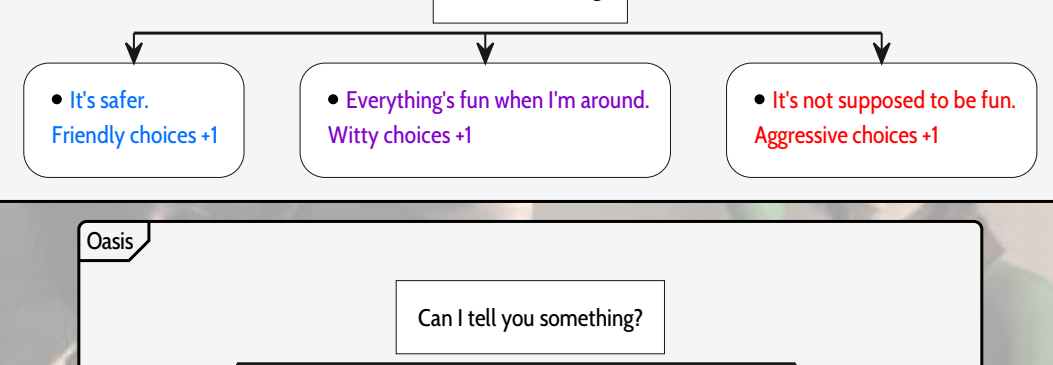 It's safer.
Friendly choices +1
Everything's fun when I'm around.
Witty choices +1
It's not supposed to be fun.
Aggressive choices +1
Oasis
Can I tell you something?